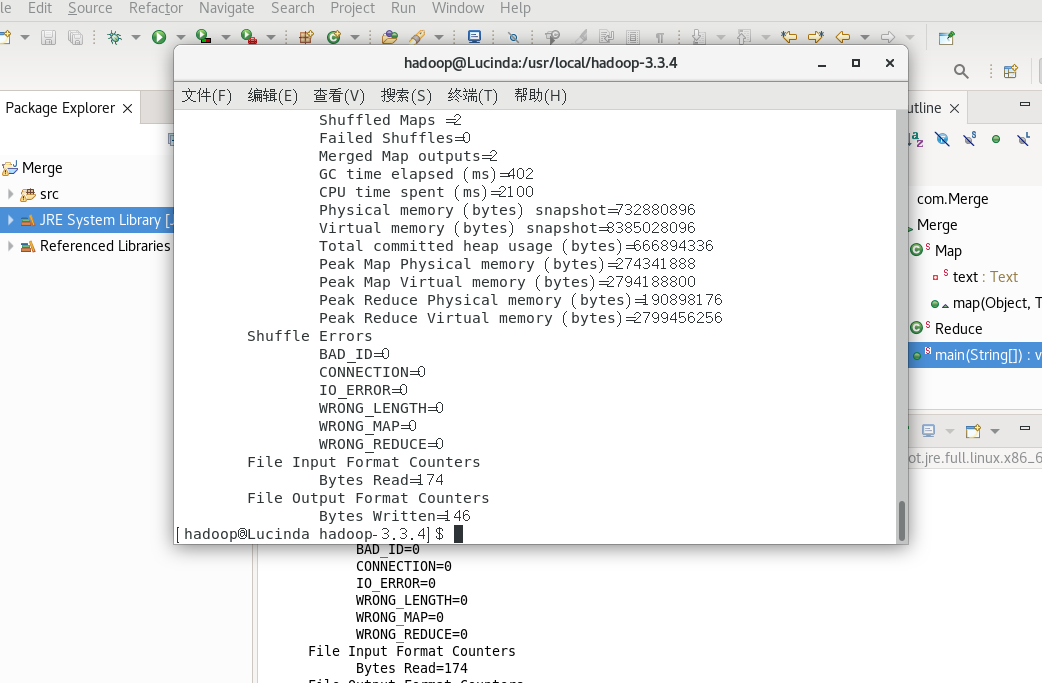 Edit Source Refactor Navigate Search Project Run Window Help
hadoop@Lucinda:/usr/local/hadoop-3.3.4
文件(F) 编辑(E) 查看(V) 搜索(S) 终端(T) 帮助(H)
Package Explorer
Merge
src
JRE System Library [J
Referenced Libraries
Shuffled Maps =2
Failed Shuffles=0
Merged Map outputs=2
GC time elapsed (ms)=402
CPU time spent (ms)=2100
Physical memory (bytes) snapshot=732880896
Virtual memory (bytes) snapshot=8385028096
Total committed heap usage (bytes)=666894336
Peak Map Physical memory (bytes)=274341888
Peak Map Virtual memory (bytes)=2794188800
Peak Reduce Physical memory (bytes)=190898176
Peak Reduce Virtual memory (bytes)=2799456256
Shuffle Errors
BAD_ID=0
CONNECTION=0
IO_ERROR=0
WRONG_LENGTH=0
WRONG_MAP=0
WRONG_REDUCE=0
File Input Format Counters
Bytes Read=174
File Output Format Counters
Bytes Written=146
[hadoop@Lucinda hadoop-3.3.4]$
utline
com.Merge
Merge
Map
text : Text
map(Object, T
Reduce
main(String[]) : v
ot.jre.full.linux.x86_6
BAD_ID=0
CONNECTION=0
IO_ERROR=0
WRONG_LENGTH=0
WRONG_MAP=0
WRONG_REDUCE=0
File Input Format Counters
Bytes Read=174